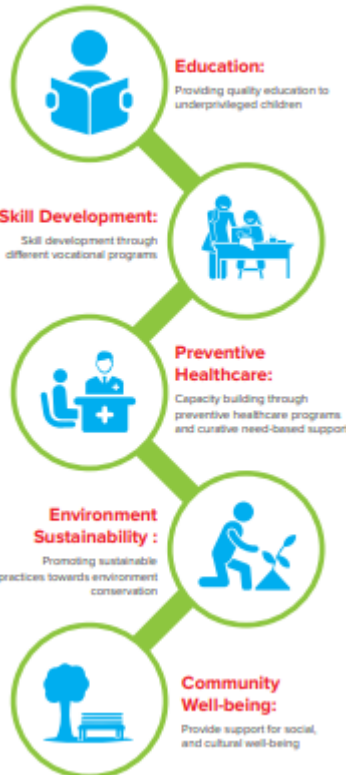 Education:
Providing quality education to
underprivileged children
Skill Development:
Skill development through
different vocational programs
Preventive
Healthcare:
Capacity building through
preventive healthcare programs
and curative need-based support
Environment
Sustainability :
Promoting sustainable
practices towards environment
conservation
Community
Well-being:
Provide support for social,
and cultural well-being